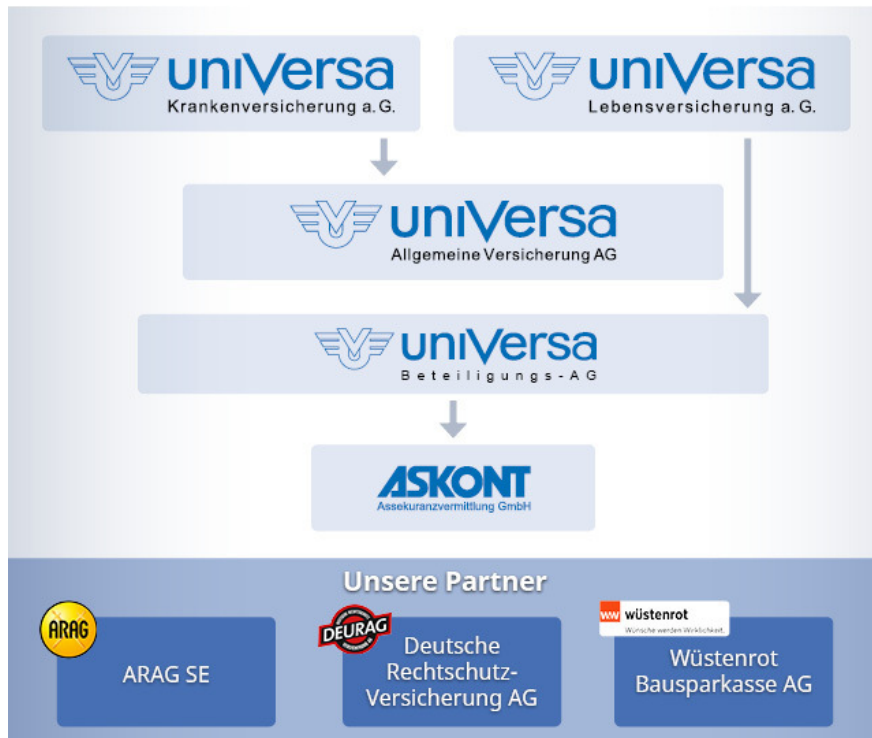 uniVersa
Krankenversicherung a. G.
uniVersa
Lebensversicherung a. G.
uniVersa
Allgemeine Versicherung AG
uniVersa
Beteiligungs-AG
ASKONT
Assekuranzvermittlung GmbH
Unsere Partner
ARAG
ARAG SE
DEURAG
Deutsche
Rechtschutz-
Versicherung AG
ww wüstenrot
Wünsche werden Wirklichkeit.
Wüstenrot
Bausparkasse AG